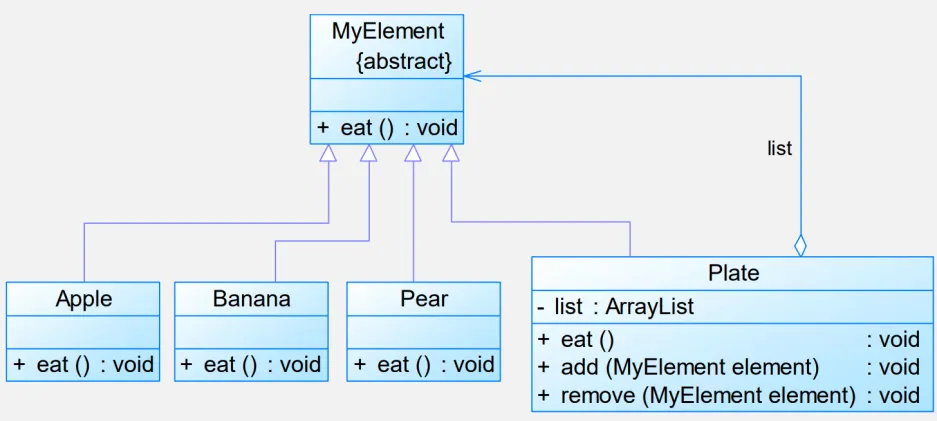 MyElement
{abstract}
+ eat () : void
list
Apple
+ eat () : void
Banana
+ eat () : void
Pear
+ eat () : void
Plate
- list : ArrayList
+ eat () : void
+ add (MyElement element) : void
+ remove (MyElement element) : void